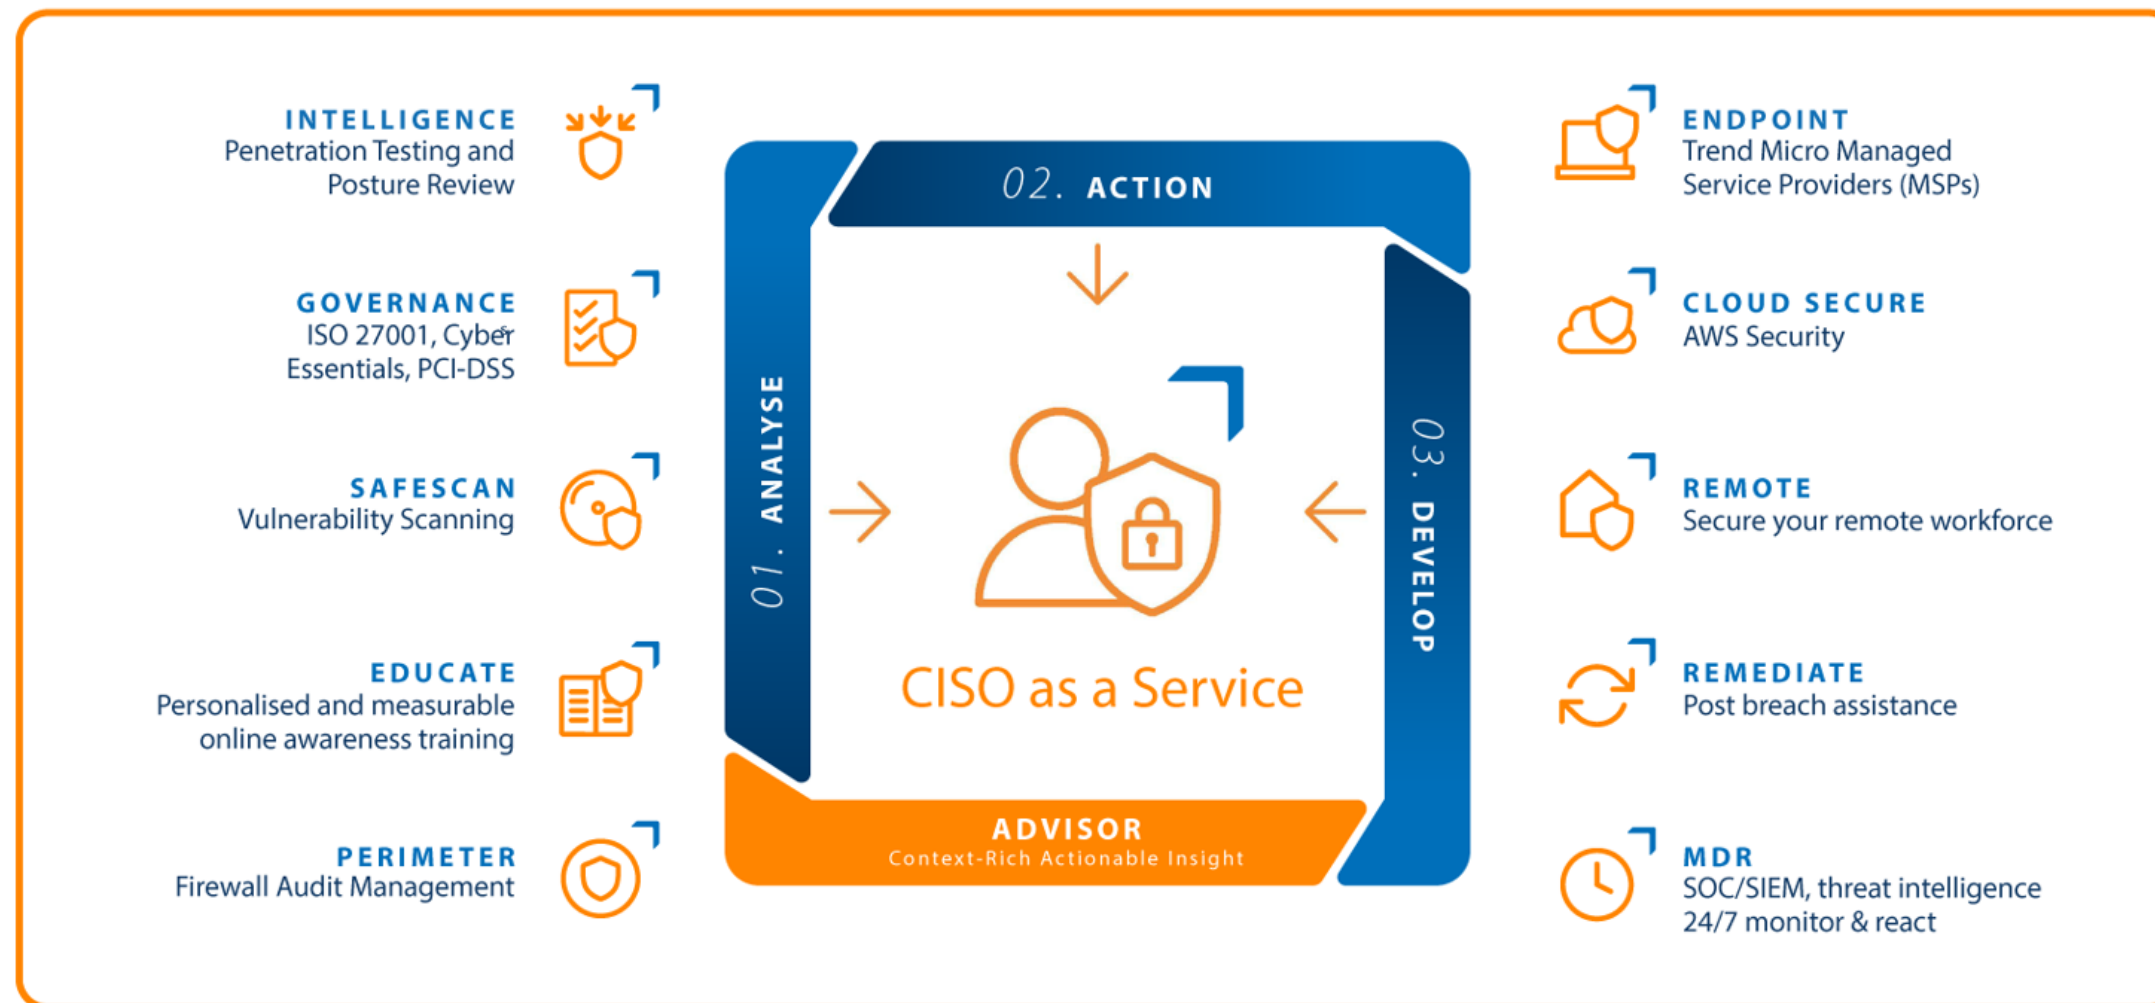 INTELLIGENCE
Penetration Testing and
Posture Review
GOVERNANCE
ISO 27001, Cyber
Essentials, PCI-DSS
SAFESCAN
Vulnerability Scanning
EDUCATE
Personalised and measurable
online awareness training
PERIMETER
Firewall Audit Management
01. ANALYSE
02. ACTION
03. DEVELOP
CISO as a Service
ADVISOR
Context-Rich Actionable Insight
ENDPOINT
Trend Micro Managed
Service Providers (MSPs)
CLOUD SECURE
AWS Security
REMOTE
Secure your remote workforce
REMEDIATE
Post breach assistance
MDR
SOC/SIEM, threat intelligence
24/7 monitor & react